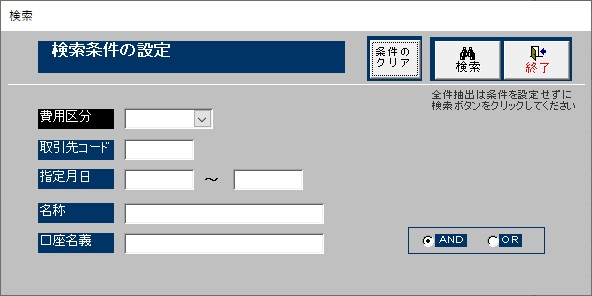 検索
検索条件の設定
条件の
クリア
検索
終了
全件抽出は条件を設定せずに
検索ボタンをクリックしてください
費用区分
取引先コード
指定月日
～
名称
口座名義
AND
OR